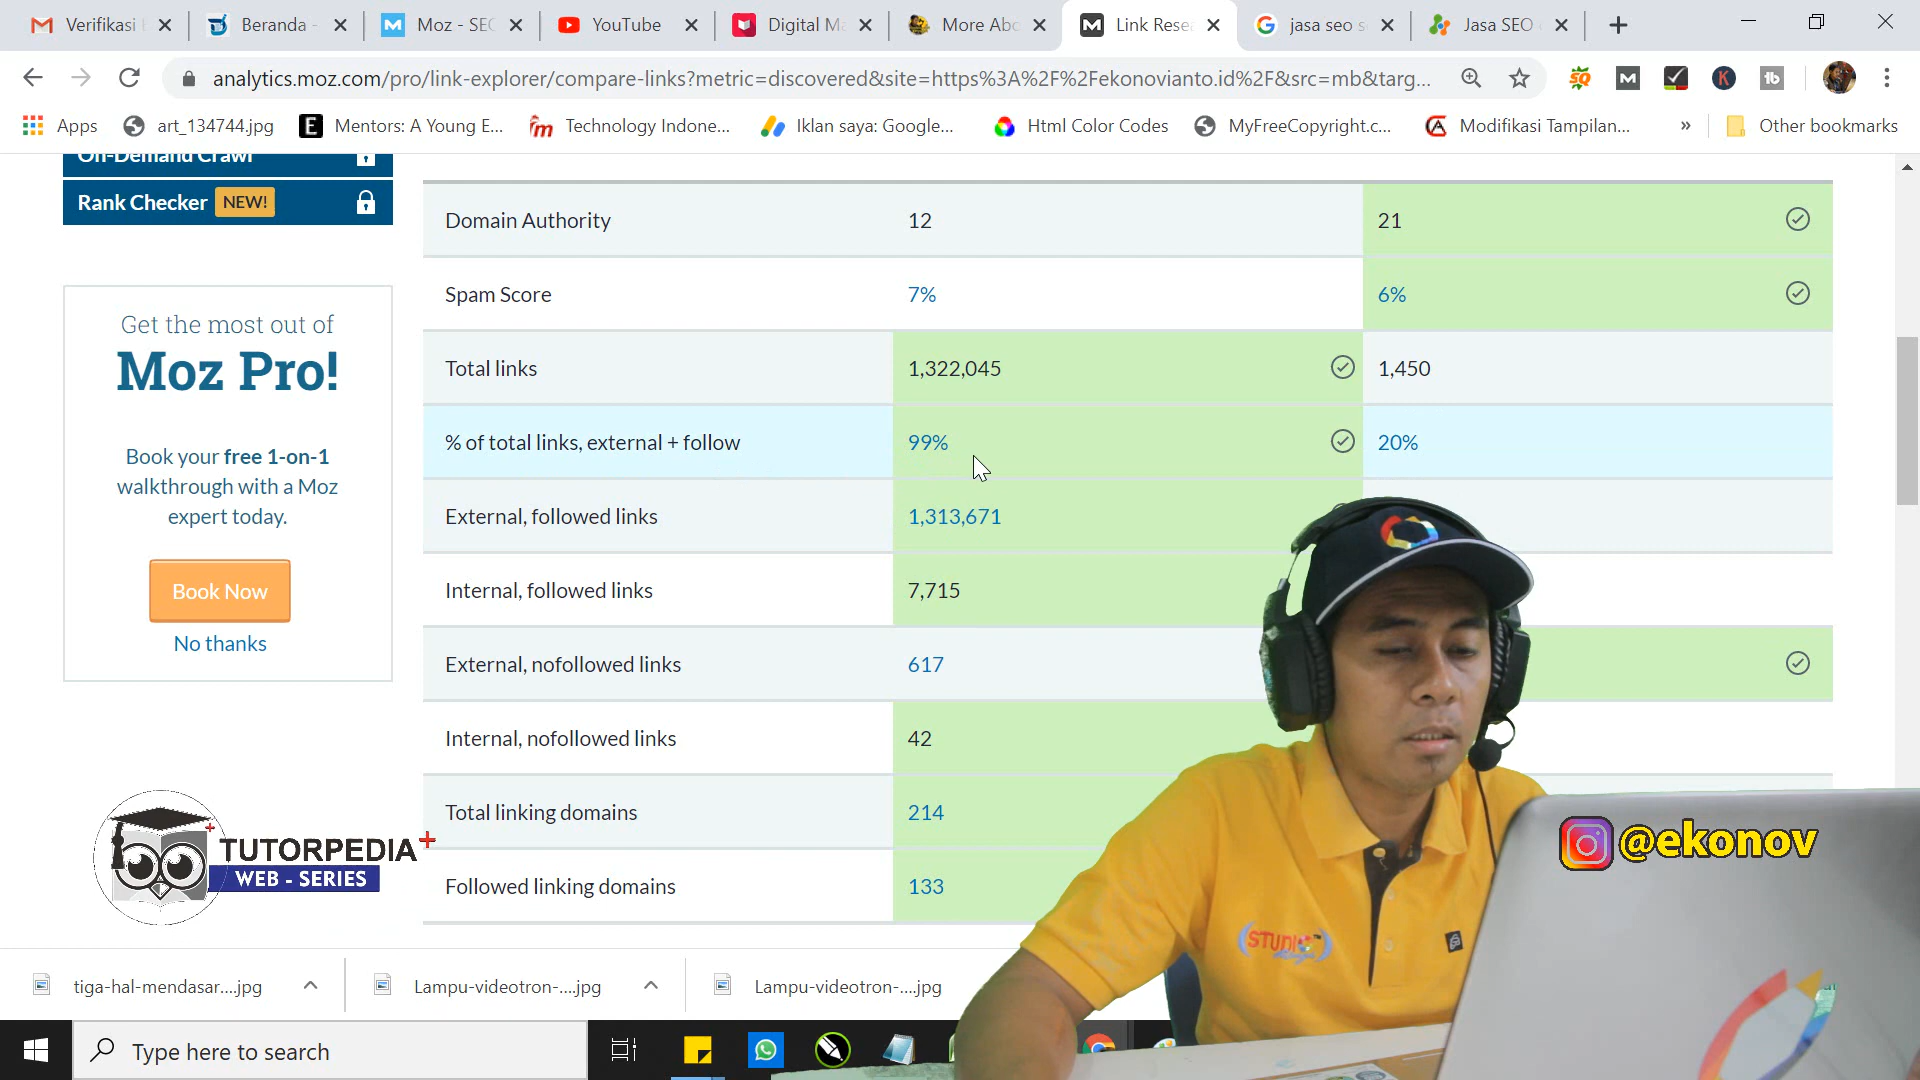 Verifikasi E
Beranda -
Moz - SEO
YouTube
Digital Ma
More Abo
Link Resea
jasa seo s
Jasa SEO
analytics.moz.com/pro/link-explorer/compare-links?metric=discovered&site=https%3A%2F%2Fekonovianto.id%2F&src=mb&targ...
Apps
art_134744.jpg
Mentors: A Young E...
Technology Indone...
Iklan saya: Google...
Html Color Codes
MyFreeCopyright.c...
Modifikasi Tampilan...
»
Other bookmarks
On-Demand Crawl
Rank Checker NEW!
Get the most out of
Moz Pro!
Book your free 1-on-1
walkthrough with a Moz
expert today.
Book Now
No thanks
Domain Authority 12 21
Spam Score 7% 6%
Total links 1,322,045 1,450
% of total links, external + follow 99% 20%
External, followed links 1,313,671
Internal, followed links 7,715
External, nofollowed links 617
Internal, nofollowed links 42
Total linking domains 214
Followed linking domains 133
TUTORPEDIA+
WEB - SERIES
@ekonov
STUDIO
tiga-hal-mendasar....jpg
Lampu-videotron-....jpg
Lampu-videotron-....jpg
Type here to search